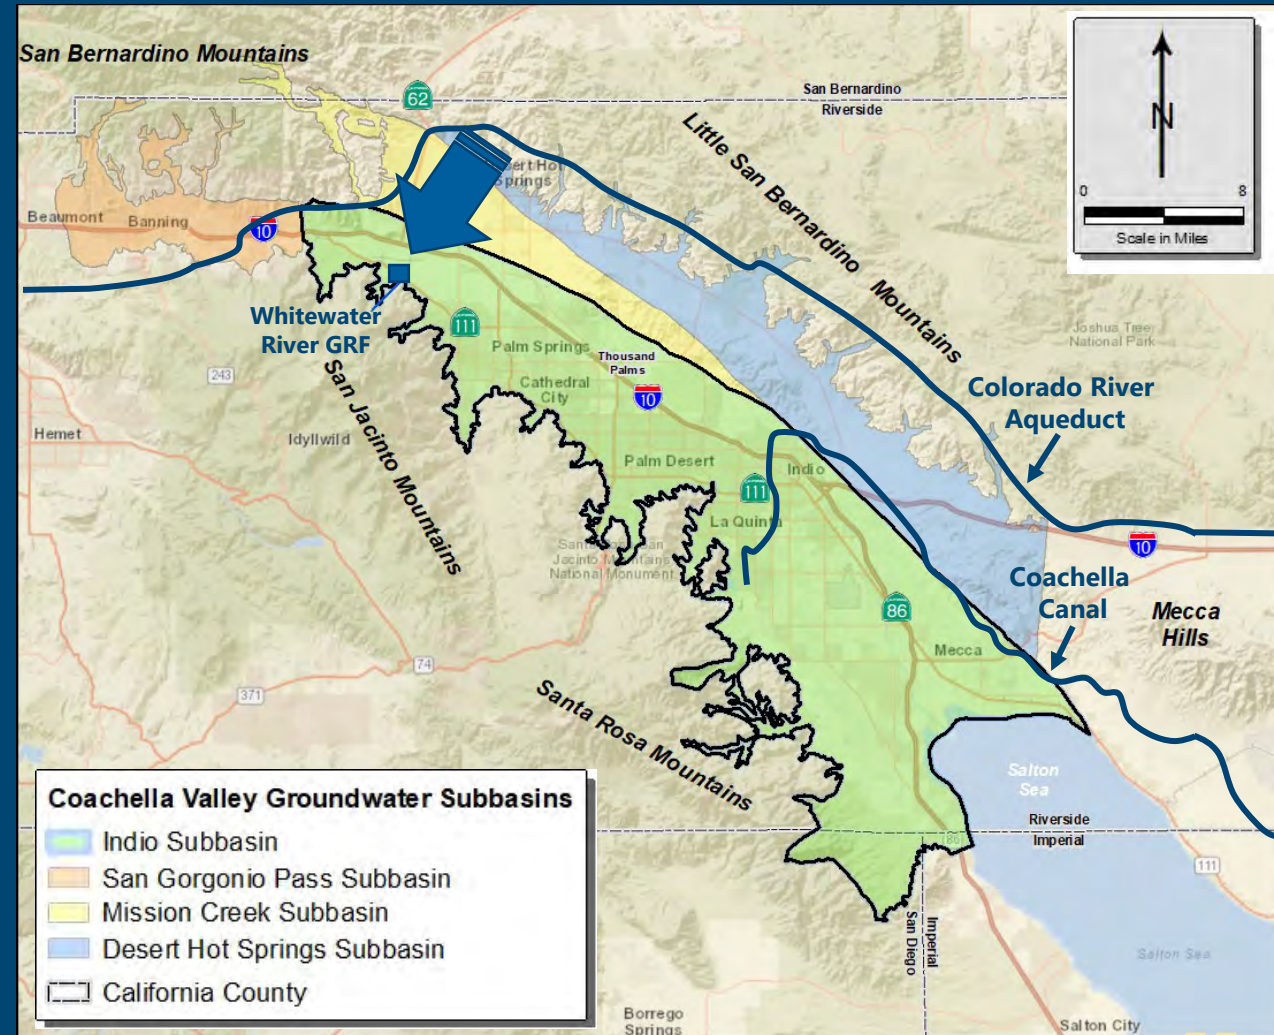 San Bernardino Mountains
62
San Bernardino
Riverside
N
0 8
Scale in Miles
Little San Bernardino Mountains
Springs
Beaumont
Banning
10
Whitewater
River GRF
111
Palm Springs
Thousand
Palms
Cathedral
City
10
Joshua Tree
National Park
243
San Jacinto Mountains
Colorado River
Aqueduct
Hemet
Idyllwild
Palm Desert
Indio
111
La Quinta
10
Jacinto Mountains
National Monument
Coachella
Canal
86
Mecca
Hills
Mecca
74
371
Santa Rosa Mountains
Salton
Sea
Riverside
Imperial
86
111
Coachella Valley Groundwater Subbasins
Indio Subbasin
San Gorgonio Pass Subbasin
Mission Creek Subbasin
Desert Hot Springs Subbasin
California County
Imperial
San Diego
Salton Sea
Borrego
Springs
Salton City